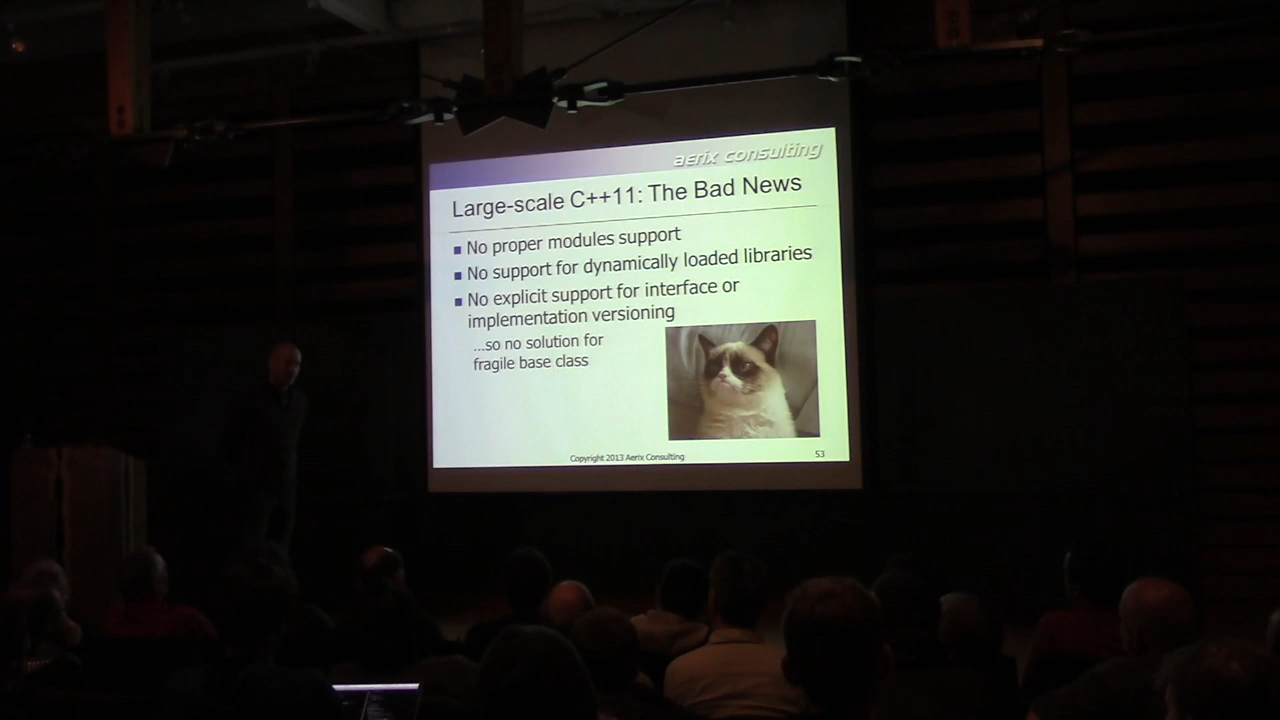 aerix consulting
Large-scale C++11: The Bad News
No proper modules support
No support for dynamically loaded libraries
No explicit support for interface or
implementation versioning
...so no solution for
fragile base class
Copyright 2013 Aerix Consulting
53